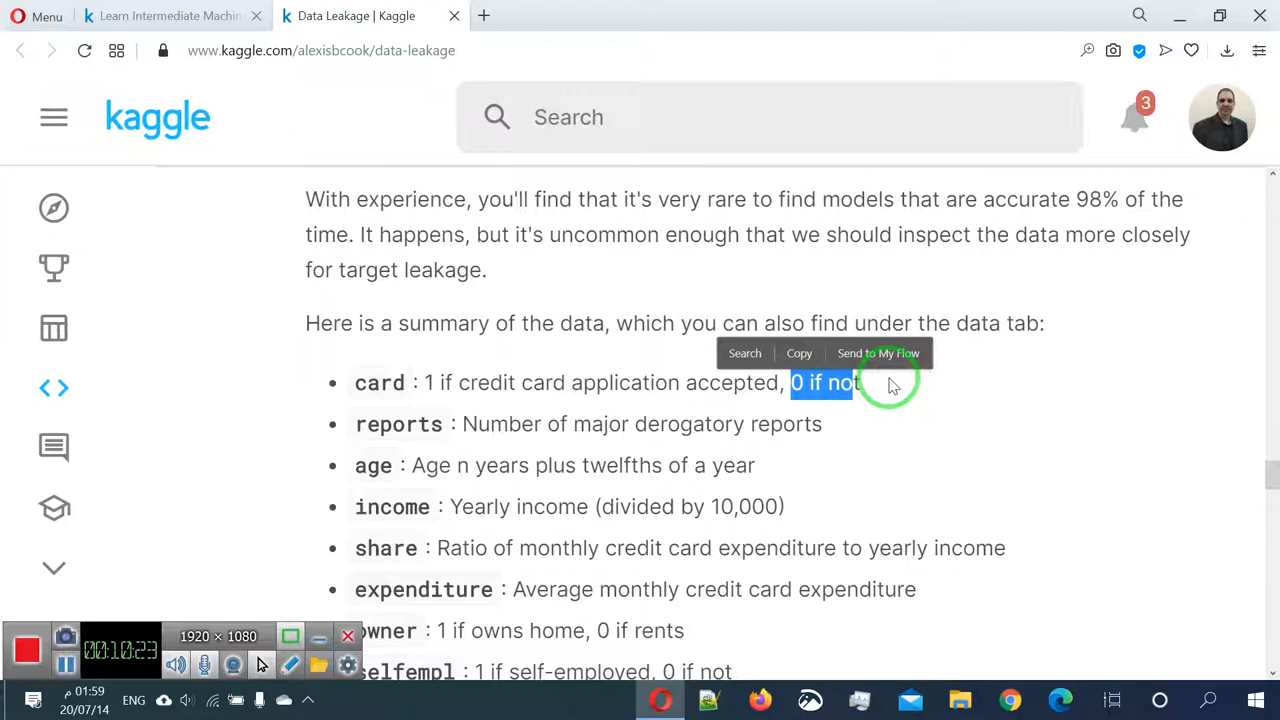 Menu
Learn Intermediate Machin
Data Leakage | Kaggle
www.kaggle.com/alexisbcook/data-leakage
kaggle
Search
3
With experience, you'll find that it's very rare to find models that are accurate 98% of the
time. It happens, but it's uncommon enough that we should inspect the data more closely
for target leakage.
Here is a summary of the data, which you can also find under the data tab:
Search Copy Send to My Flow
• card : 1 if credit card application accepted, 0 if not
• reports : Number of major derogatory reports
• age : Age n years plus twelfths of a year
• income : Yearly income (divided by 10,000)
• share : Ratio of monthly credit card expenditure to yearly income
• expenditure : Average monthly credit card expenditure
owner : 1 if owns home, 0 if rents
selfempl : 1 if self-employed, 0 if not
00:10:23
1920 × 1080
01:59 م
20/07/14
ENG